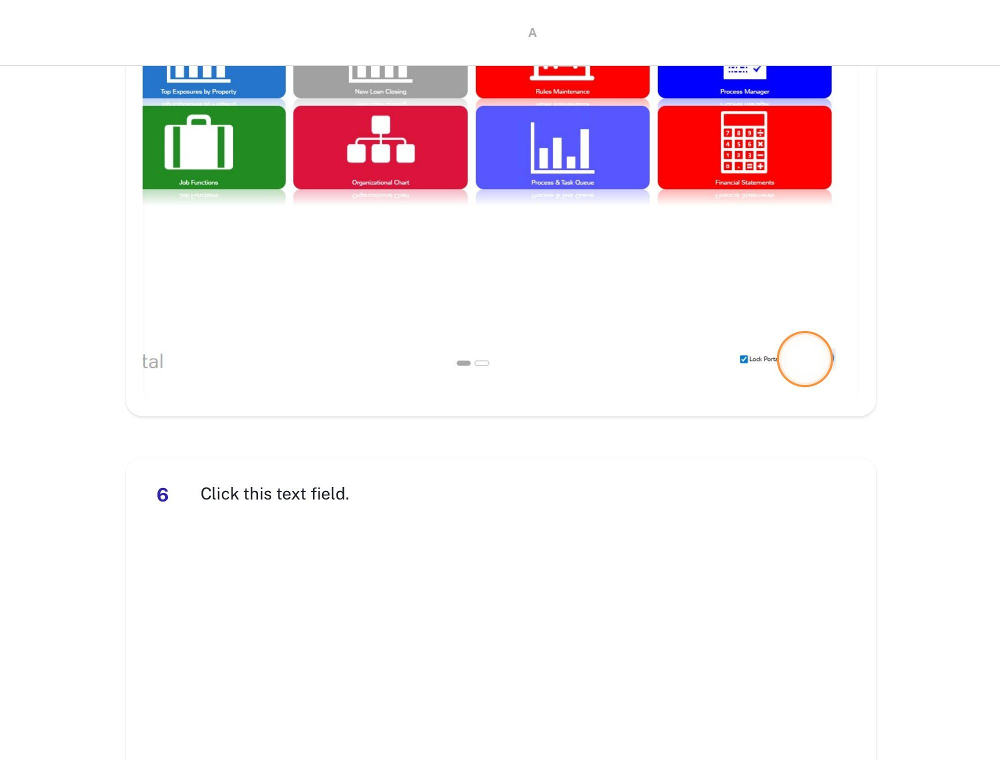 A
Top Exposures by Property
New Loan Closing
Rules Maintenance
Process Manager
7 8 9 ÷
4 5 6 ×
1 2 3 −
0 . = +
Job Functions
Organizational Chart
Process & Task Queue
Financial Statements
tal
Lock Porta
6 Click this text field.